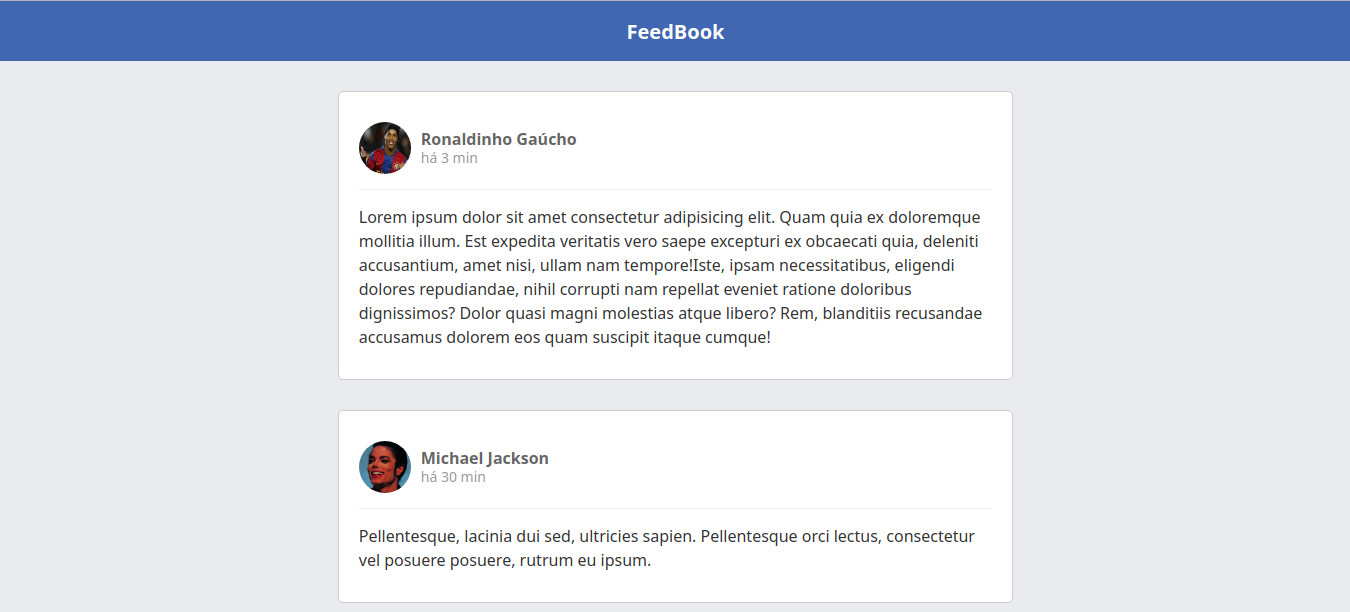 FeedBook
Ronaldinho Gaúcho
há 3 min
Lorem ipsum dolor sit amet consectetur adipisicing elit. Quam quia ex doloremque
mollitia illum. Est expedita veritatis vero saepe excepturi ex obcaecati quia, deleniti
accusantium, amet nisi, ullam nam tempore!Iste, ipsam necessitatibus, eligendi
dolores repudiandae, nihil corrupti nam repellat eveniet ratione doloribus
dignissimos? Dolor quasi magni molestias atque libero? Rem, blanditiis recusandae
accusamus dolorem eos quam suscipit itaque cumque!
Michael Jackson
há 30 min
Pellentesque, lacinia dui sed, ultricies sapien. Pellentesque orci lectus, consectetur
vel posuere posuere, rutrum eu ipsum.